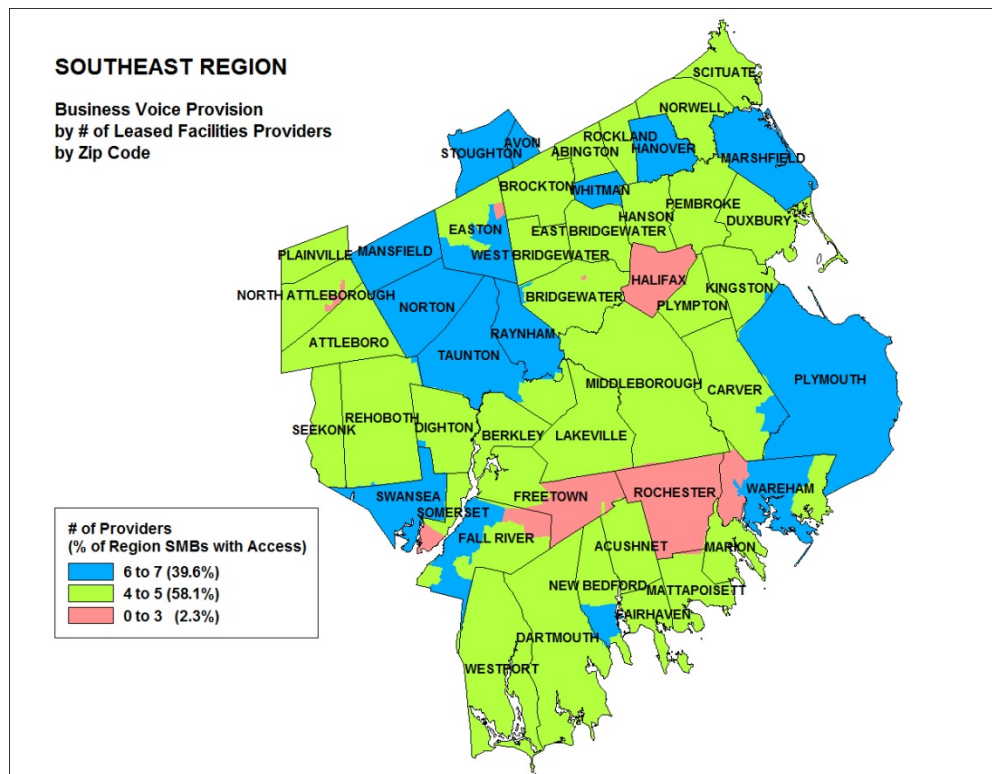 SOUTHEAST REGION
Business Voice Provision
by # of Leased Facilities Providers
by Zip Code
SCITUATE
NORWELL
ROCKLAND
HANOVER
ABINGTON
AVON
STOUGHTON
MARSHFIELD
BROCKTON
WHITMAN
PEMBROKE
HANSON
DUXBURY
EASTON
EAST BRIDGEWATER
WEST BRIDGEWATER
PLAINVILLE
MANSFIELD
HALIFAX
KINGSTON
NORTH ATTLEBOROUGH
BRIDGEWATER
PLYMPTON
NORTON
RAYNHAM
ATTLEBORO
TAUNTON
PLYMOUTH
MIDDLEBOROUGH
CARVER
REHOBOTH
SEEKONK
DIGHTON
BERKLEY
LAKEVILLE
SWANSEA
FREETOWN
ROCHESTER
WAREHAM
SOMERSET
FALL RIVER
ACUSHNET
MARION
NEW BEDFORD
MATTAPOISETT
FAIRHAVEN
DARTMOUTH
WESTPORT
# of Providers
(% of Region SMBs with Access)
6 to 7 (39.6%)
4 to 5 (58.1%)
0 to 3 (2.3%)